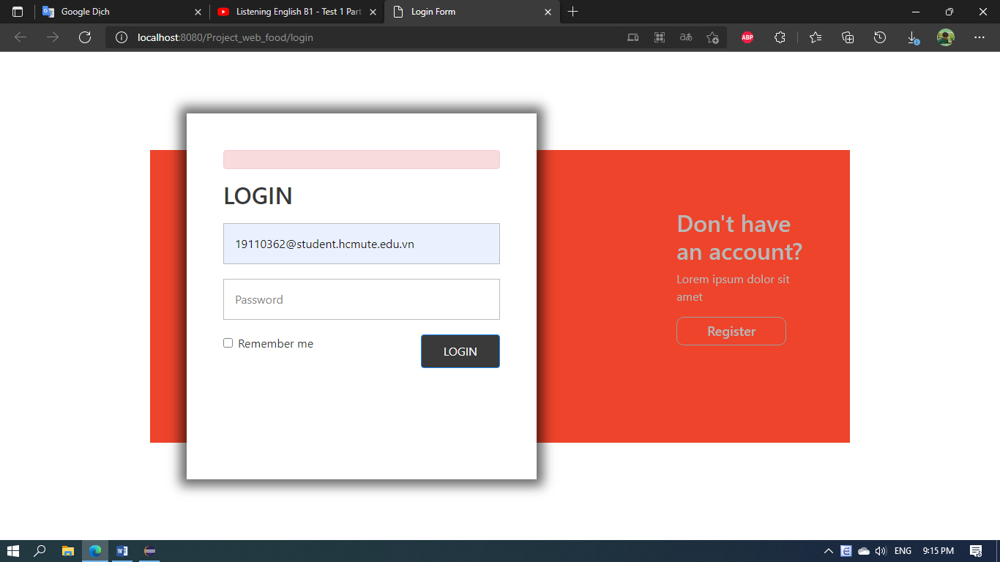 Google Dịch
Listening English B1 - Test 1 Part
Login Form
localhost:8080/Project_web_food/login
ABP
LOGIN
19110362@student.hcmute.edu.vn
Password
Remember me
LOGIN
Don't have
an account?
Lorem ipsum dolor sit
amet
Register
ENG
9:15 PM